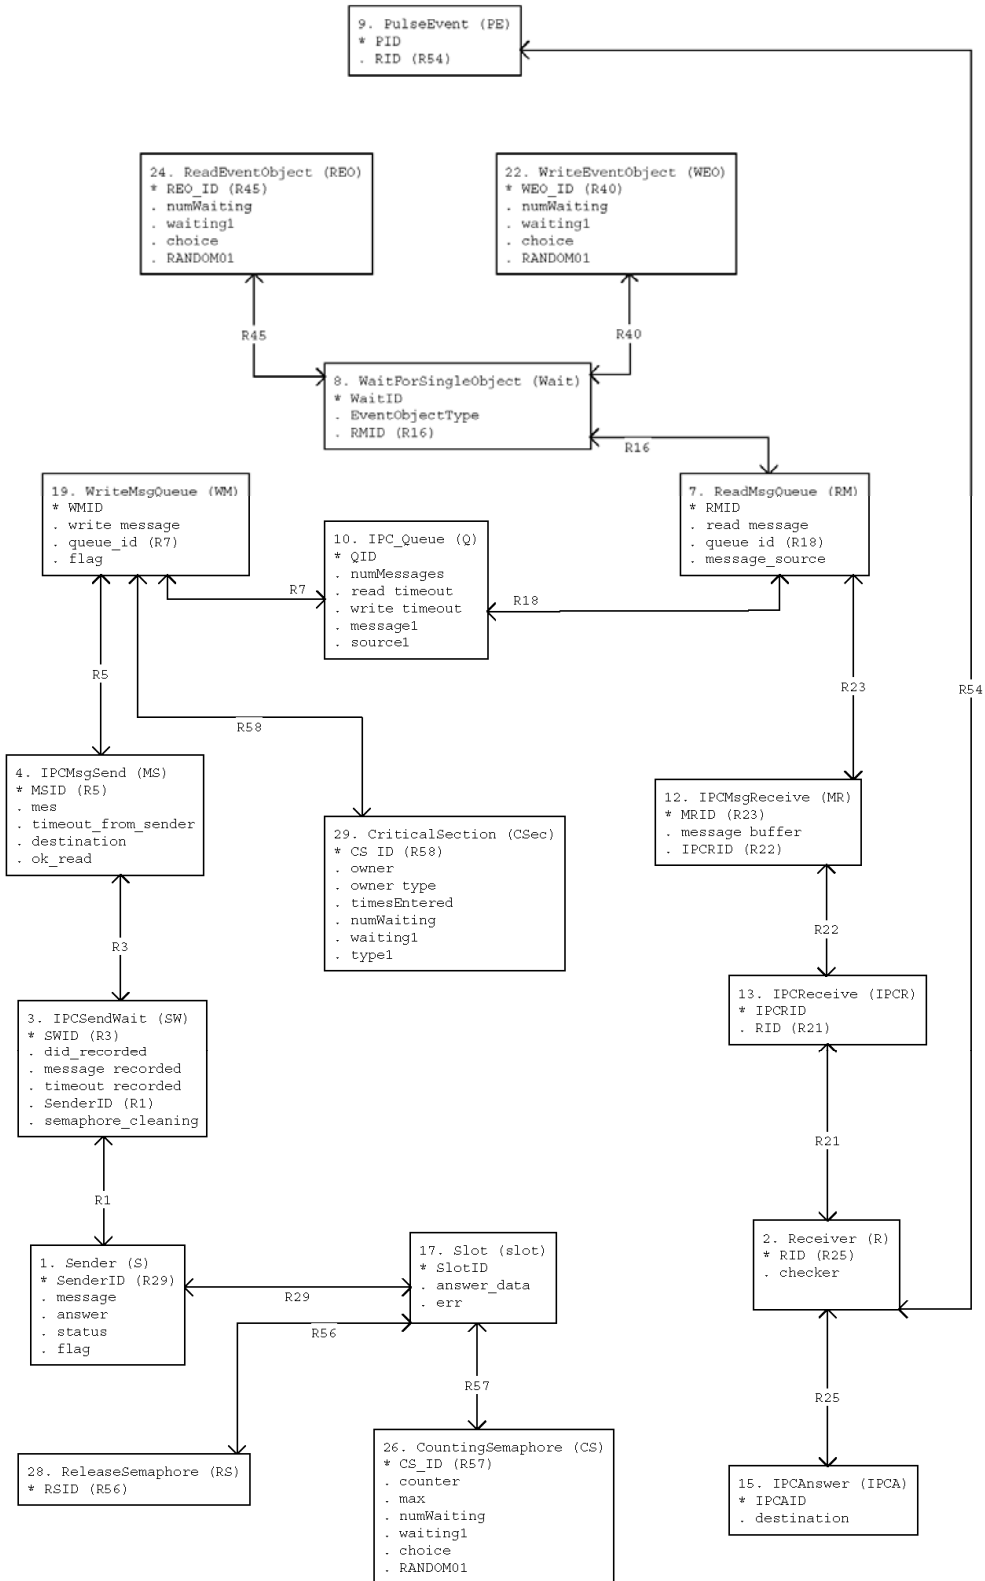 9. PulseEvent (PE)
* PID
. RID (R54)
24. ReadEventObject (REO)
* REO_ID (R45)
. numWaiting
. waiting1
. choice
. RANDOM01
22. WriteEventObject (WEO)
* WEO_ID (R40)
. numWaiting
. waiting1
. choice
. RANDOM01
R45
R40
8. WaitForSingleObject (Wait)
* WaitID
. EventObjectType
. RMID (R16)
R16
19. WriteMsgQueue (WM)
* WMID
. write message
. queue_id (R7)
. flag
10. IPC_Queue (Q)
* QID
. numMessages
. read timeout
. write timeout
. message1
. source1
7. ReadMsgQueue (RM)
* RMID
. read message
. queue id (R18)
. message_source
R7
R18
R5
R58
R23
R54
4. IPCMsgSend (MS)
* MSID (R5)
. mes
. timeout_from_sender
. destination
. ok_read
29. CriticalSection (CSec)
* CS ID (R58)
. owner
. owner type
. timesEntered
. numWaiting
. waiting1
. type1
12. IPCMsgReceive (MR)
* MRID (R23)
. message buffer
. IPCRID (R22)
R3
R22
3. IPCSendWait (SW)
* SWID (R3)
. did_recorded
. message recorded
. timeout recorded
. SenderID (R1)
. semaphore_cleaning
13. IPCReceive (IPCR)
* IPCRID
. RID (R21)
R1
R21
1. Sender (S)
* SenderID (R29)
. message
. answer
. status
. flag
R29
17. Slot (slot)
* SlotID
. answer_data
. err
2. Receiver (R)
* RID (R25)
. checker
R56
R57
R25
28. ReleaseSemaphore (RS)
* RSID (R56)
26. CountingSemaphore (CS)
* CS_ID (R57)
. counter
. max
. numWaiting
. waiting1
. choice
. RANDOM01
15. IPCAnswer (IPCA)
* IPCAID
. destination